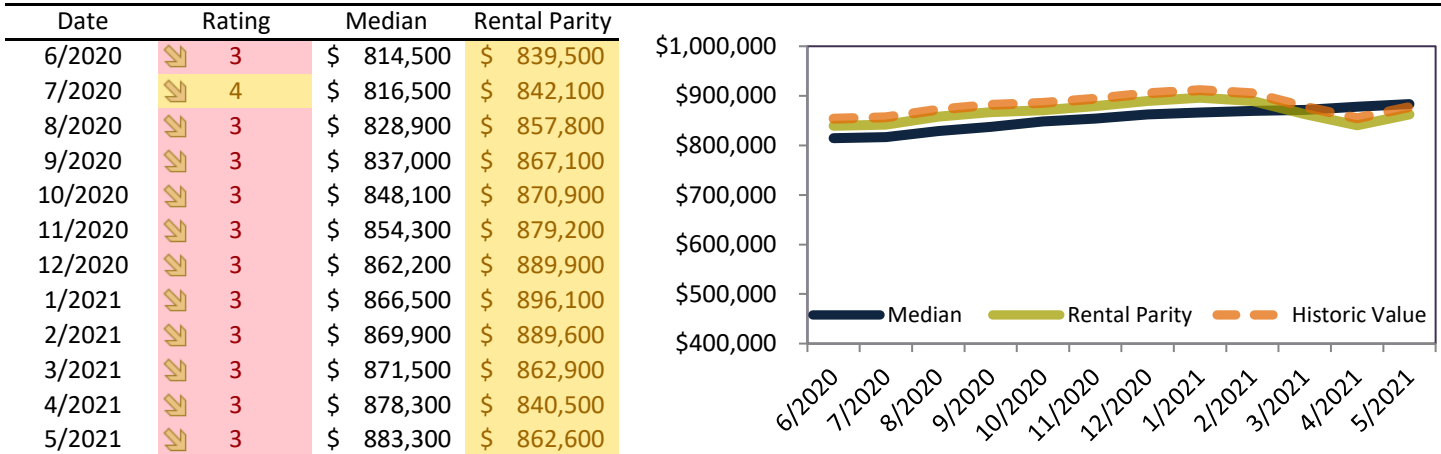 Date Rating Median Rental Parity
6/2020 3 $ 814,500 $ 839,500
7/2020 4 $ 816,500 $ 842,100
8/2020 3 $ 828,900 $ 857,800
9/2020 3 $ 837,000 $ 867,100
10/2020 3 $ 848,100 $ 870,900
11/2020 3 $ 854,300 $ 879,200
12/2020 3 $ 862,200 $ 889,900
1/2021 3 $ 866,500 $ 896,100
2/2021 3 $ 869,900 $ 889,600
3/2021 3 $ 871,500 $ 862,900
4/2021 3 $ 878,300 $ 840,500
5/2021 3 $ 883,300 $ 862,600
$1,000,000
$900,000
$800,000
$700,000
$600,000
$500,000
$400,000
Median Rental Parity Historic Value
6/2020 7/2020 8/2020 9/2020 10/2020 11/2020 12/2020 1/2021 2/2021 3/2021 4/2021 5/2021